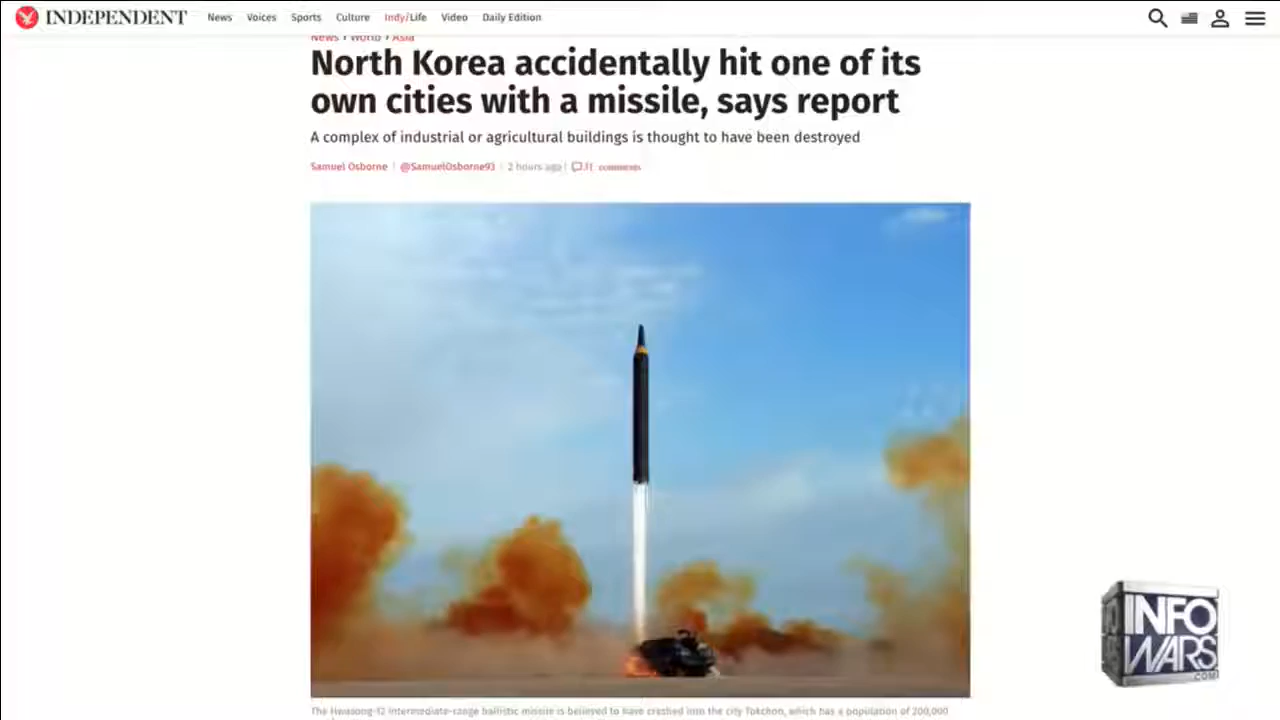 INDEPENDENT
News Voices Sports Culture Indy/Life Video Daily Edition
News › World › Asia
North Korea accidentally hit one of its
own cities with a missile, says report
A complex of industrial or agricultural buildings is thought to have been destroyed
Samuel Osborne | @SamuelOsborne93 | 2 hours ago | comments
The Hwasong-12 intermediate-range ballistic missile is believed to have crashed into the city Tokchon, which has a population of 200,000
INFO
WARS
.COM